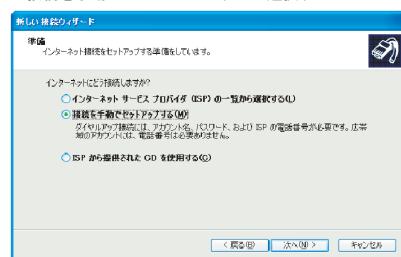 新しい接続ウィザード
準備
インターネット接続をセットアップする準備をしています。
インターネットにどう接続しますか?
インターネット サービス プロバイダ (ISP) の一覧から選択する(L)
接続を手動でセットアップする(M)
ダイヤルアップ接続には、アカウント名、パスワード、および ISP の電話番号が必要です。広帯
域のアカウントには、電話番号は必要ありません。
ISP から提供された CD を使用する(C)
< 戻る(B)
次へ(N) >
キャンセル